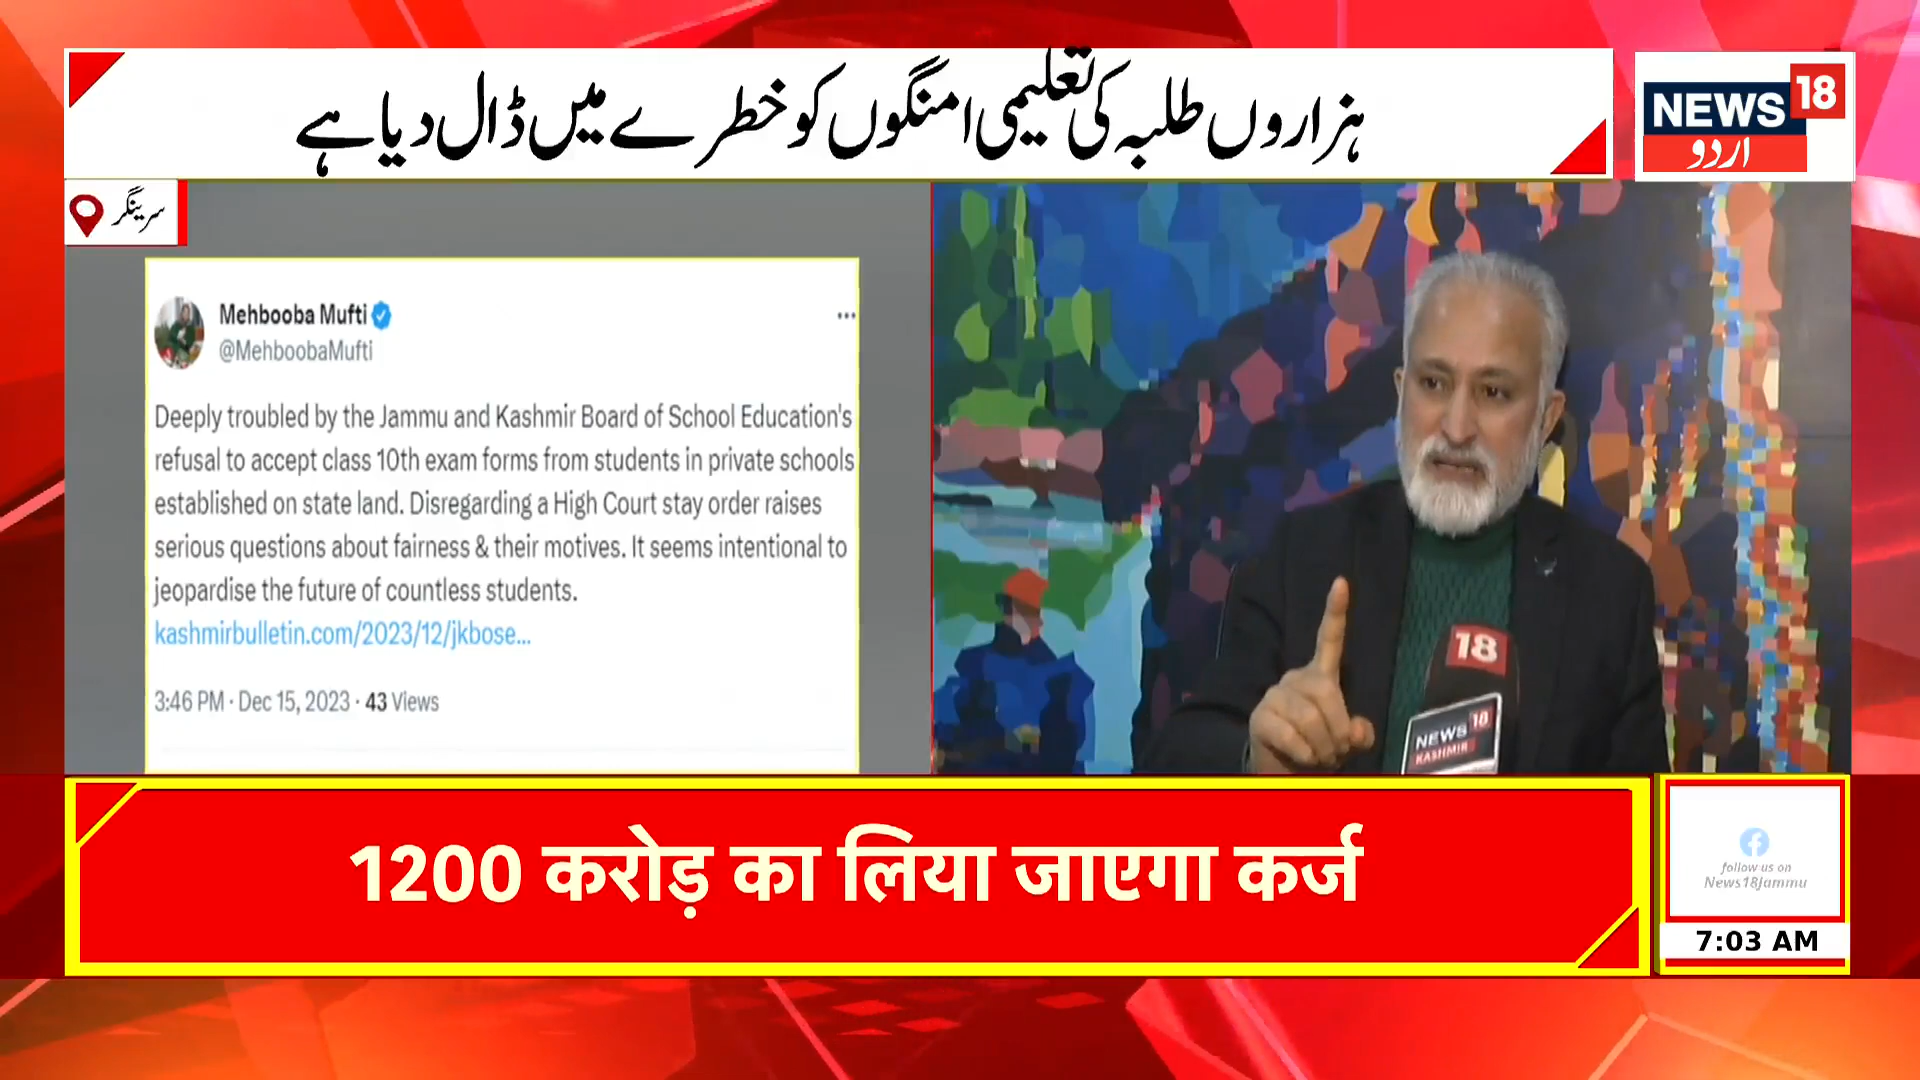 ہزاروں طلبہ کی تعلیمی امنگوں کو خطرے میں ڈال دیا ہے
NEWS 18
اردو
سرینگر
Mehbooba Mufti
@MehboobaMufti
Deeply troubled by the Jammu and Kashmir Board of School Education's
refusal to accept class 10th exam forms from students in private schools
established on state land. Disregarding a High Court stay order raises
serious questions about fairness & their motives. It seems intentional to
jeopardise the future of countless students.
kashmirbulletin.com/2023/12/jkbose...
3:46 PM · Dec 15, 2023 · 43 Views
18
NEWS 18
KASHMIR
1200 करोड़ का लिया जाएगा कर्ज
follow us on
News18Jammu
7:03 AM